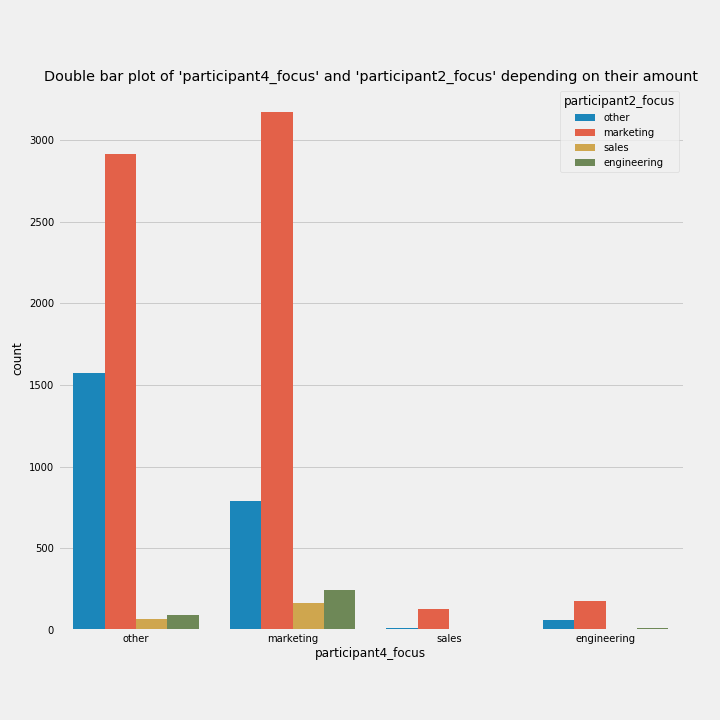 Double bar plot of 'participant4_focus' and 'participant2_focus' depending on their amount
participant2_focus
other
marketing
sales
engineering
3000
2500
2000
1500
1000
500
0
count
other marketing sales engineering
participant4_focus